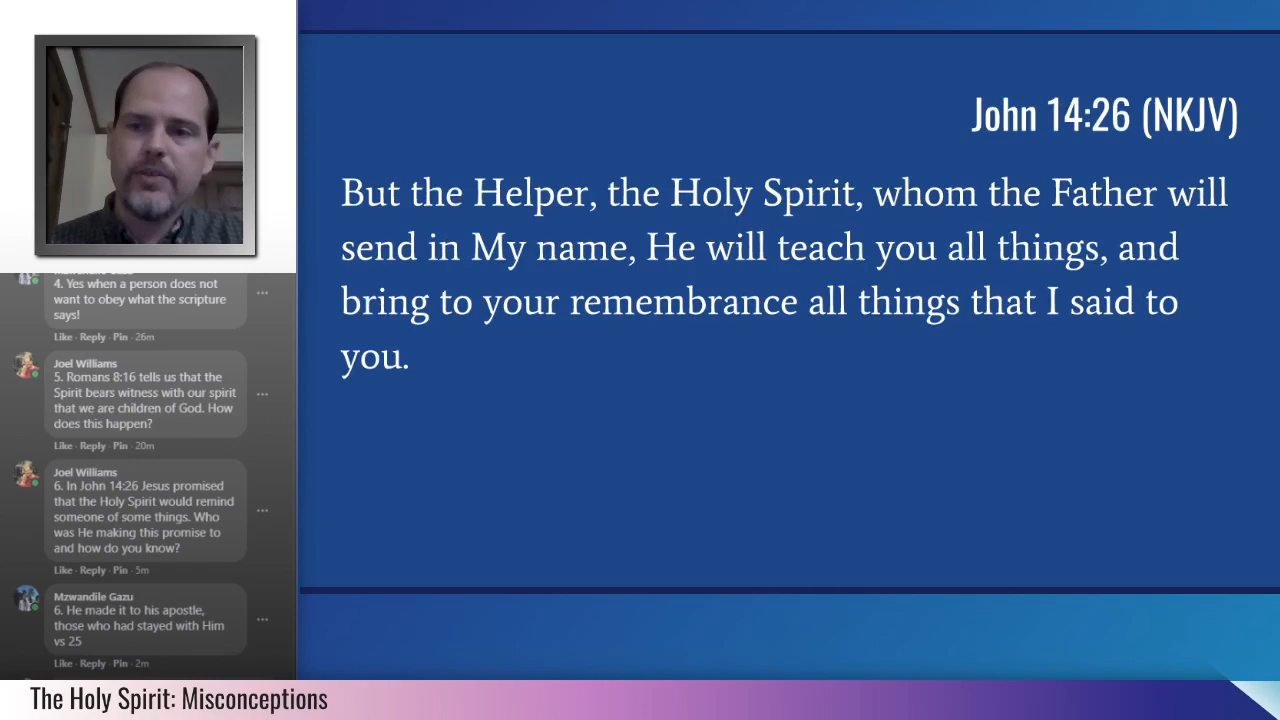 John 14:26 (NKJV)
But the Helper, the Holy Spirit, whom the Father will
send in My name, He will teach you all things, and
bring to your remembrance all things that I said to
you.
4. Yes when a person does not
want to obey what the scripture
says!
Like · Reply · Pin · 26m
Joel Williams
5. Romans 8:16 tells us that the
Spirit bears witness with our spirit
that we are children of God. How
does this happen?
Like · Reply · Pin · 20m
Joel Williams
6. In John 14:26 Jesus promised
that the Holy Spirit would remind
someone of some things. Who
was He making this promise to
and how do you know?
Like · Reply · Pin · 5m
Mzwandile Gazu
6. He made it to his apostle,
those who had stayed with Him
vs 25
Like · Reply · Pin · 2m
The Holy Spirit: Misconceptions